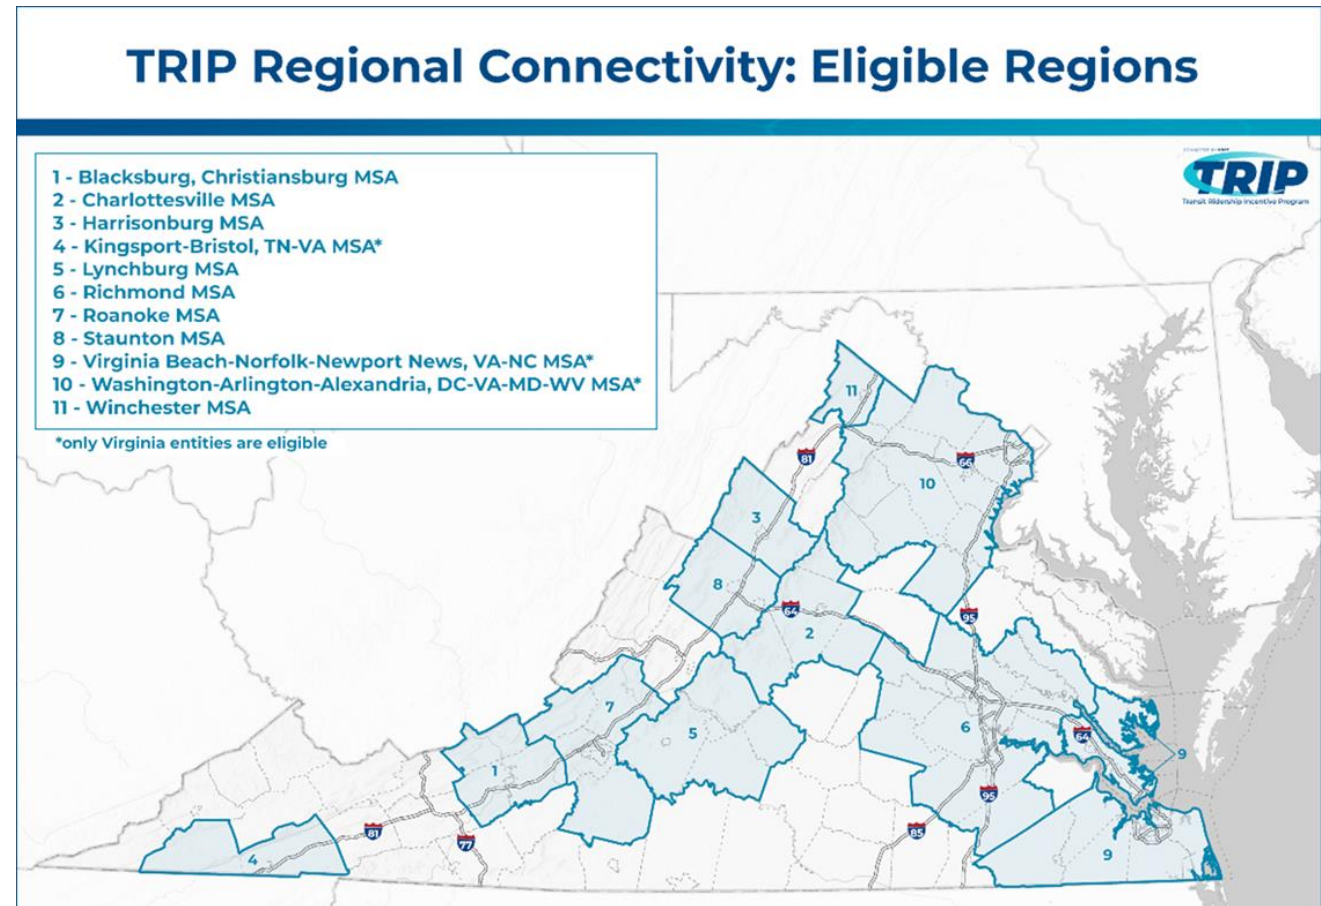 TRIP Regional Connectivity: Eligible Regions
1 - Blacksburg, Christiansburg MSA
2 - Charlottesville MSA
3 - Harrisonburg MSA
4 - Kingsport-Bristol, TN-VA MSA*
5 - Lynchburg MSA
6 - Richmond MSA
7 - Roanoke MSA
8 - Staunton MSA
9 - Virginia Beach-Norfolk-Newport News, VA-NC MSA*
10 - Washington-Arlington-Alexandria, DC-VA-MD-WV MSA*
11 - Winchester MSA
*only Virginia entities are eligible
TRIP
Transit Ridership Incentive Program
11
81
66
10
3
8
64
95
2
7
5
6
64
9
1
95
81
77
85
4
9